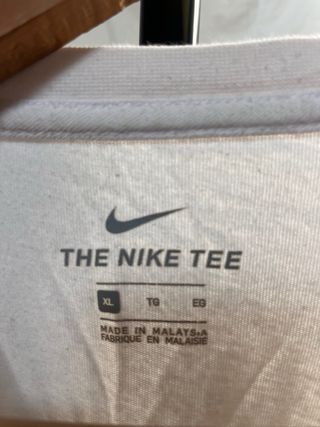 THE NIKE TEE
XL TG EG
MADE IN MALAYSIA
FABRIQUE EN MALAISIE